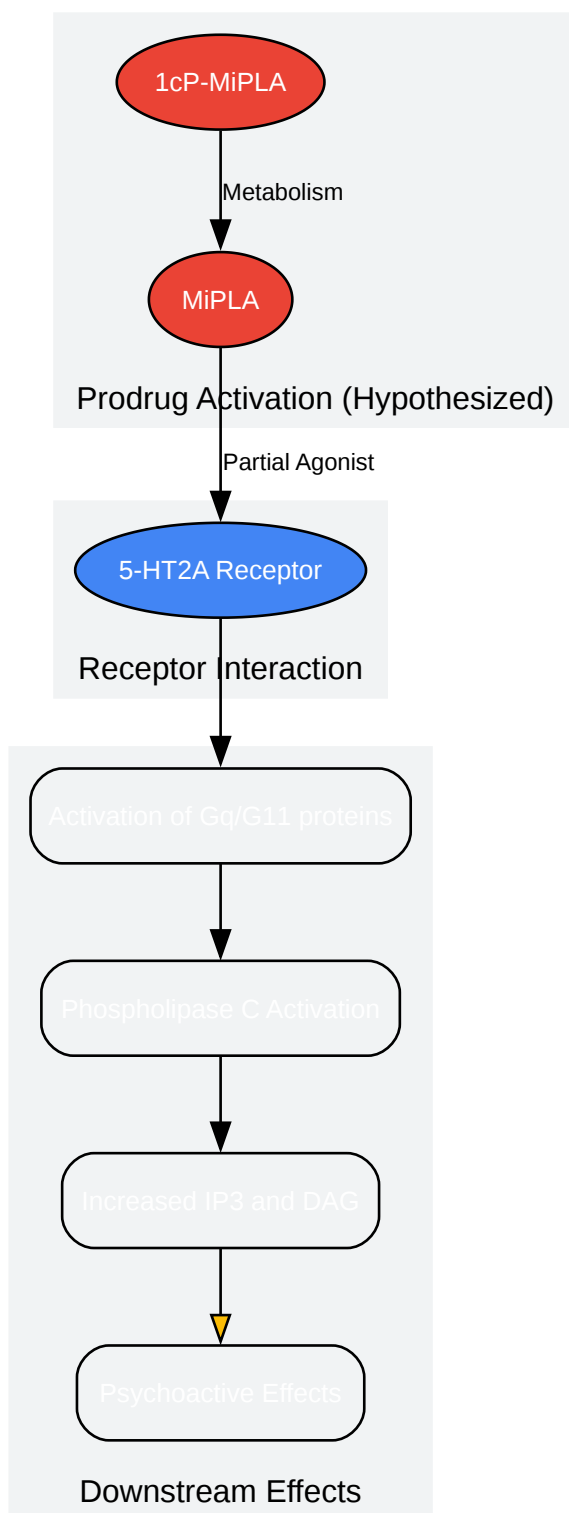 1cP-MiPLA
Metabolism
MiPLA
Prodrug Activation (Hypothesized)
Partial Agonist
5-HT2A Receptor
Receptor Interaction
Activation of Gq/G11 proteins
Phospholipase C Activation
Increased IP3 and DAG
Psychoactive Effects
Downstream Effects